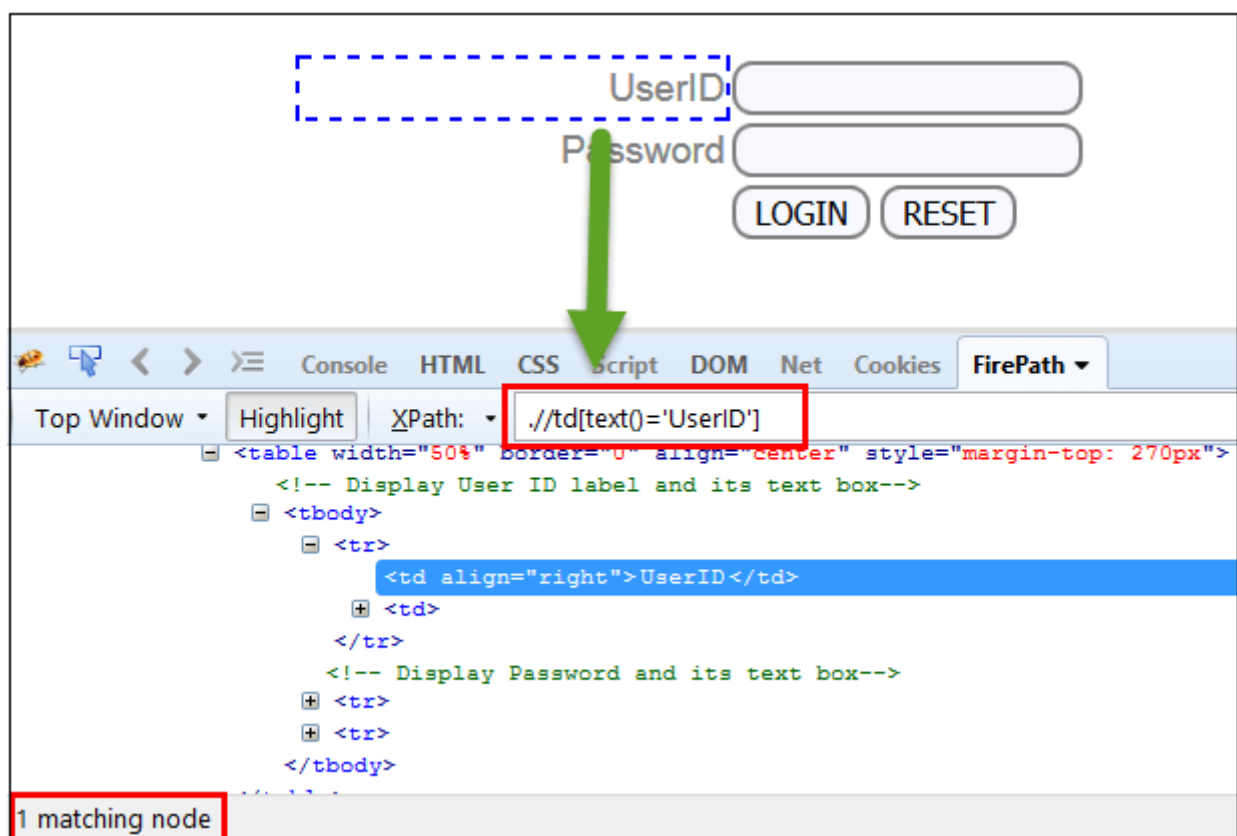 UserID
Password
LOGIN RESET
Console HTML CSS Script DOM Net Cookies FirePath
Top Window Highlight XPath: .//td[text()='UserID']
<table width="50%" border="0" align="center" style="margin-top: 270px">
<!-- Display User ID label and its text box-->
<tbody>
<tr>
<td align="right">UserID</td>
<td>
</tr>
<!-- Display Password and its text box-->
<tr>
<tr>
</tbody>
1 matching node